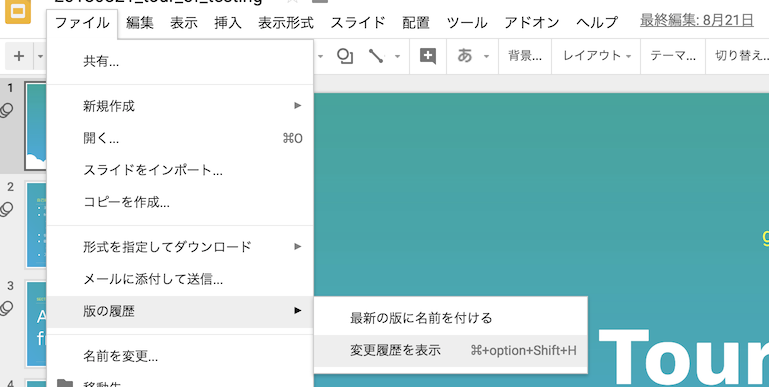 ファイル 編集 表示 挿入 表示形式 スライド 配置 ツール アドオン ヘルプ 最終編集: 8月21日
共有... あ 背景... レイアウト テーマ... 切り替え...
1
新規作成
開く... ⌘O
スライドをインポート...
コピーを作成...
2
形式を指定してダウンロード
メールに添付して送信...
3
版の履歴
最新の版に名前を付ける
変更履歴を表示 ⌘+option+Shift+H
名前を変更...
Tour